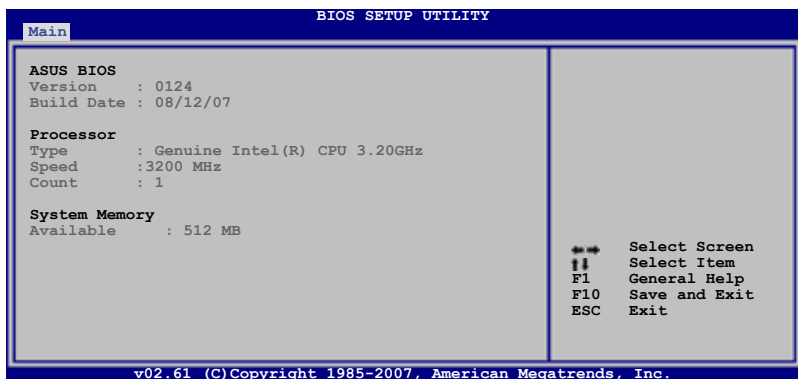 BIOS SETUP UTILITY
Main
ASUS BIOS
Version : 0124
Build Date : 08/12/07
Processor
Type : Genuine Intel(R) CPU 3.20GHz
Speed :3200 MHz
Count : 1
System Memory
Available : 512 MB
←→ Select Screen
↑↓ Select Item
F1 General Help
F10 Save and Exit
ESC Exit
v02.61 (C)Copyright 1985-2007, American Megatrends, Inc.